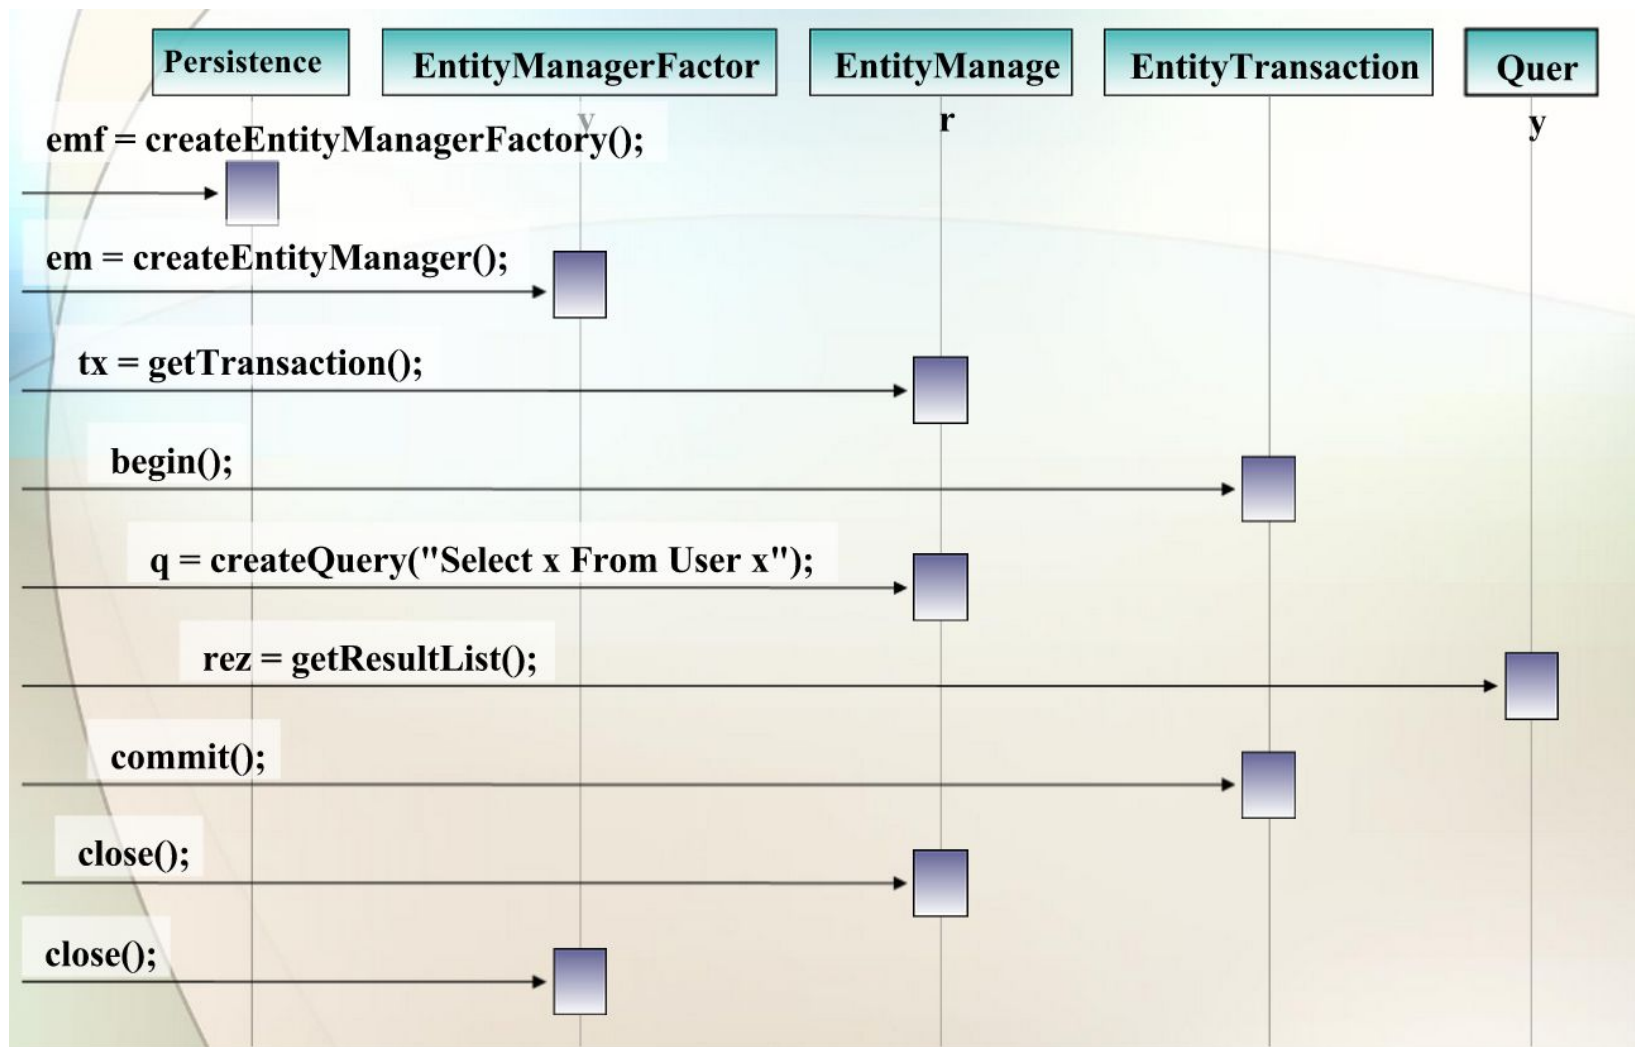 Persistence
EntityManagerFactor
y
EntityManage
r
EntityTransaction
Quer
y
emf = createEntityManagerFactory();
em = createEntityManager();
tx = getTransaction();
begin();
q = createQuery("Select x From User x");
rez = getResultList();
commit();
close();
close();